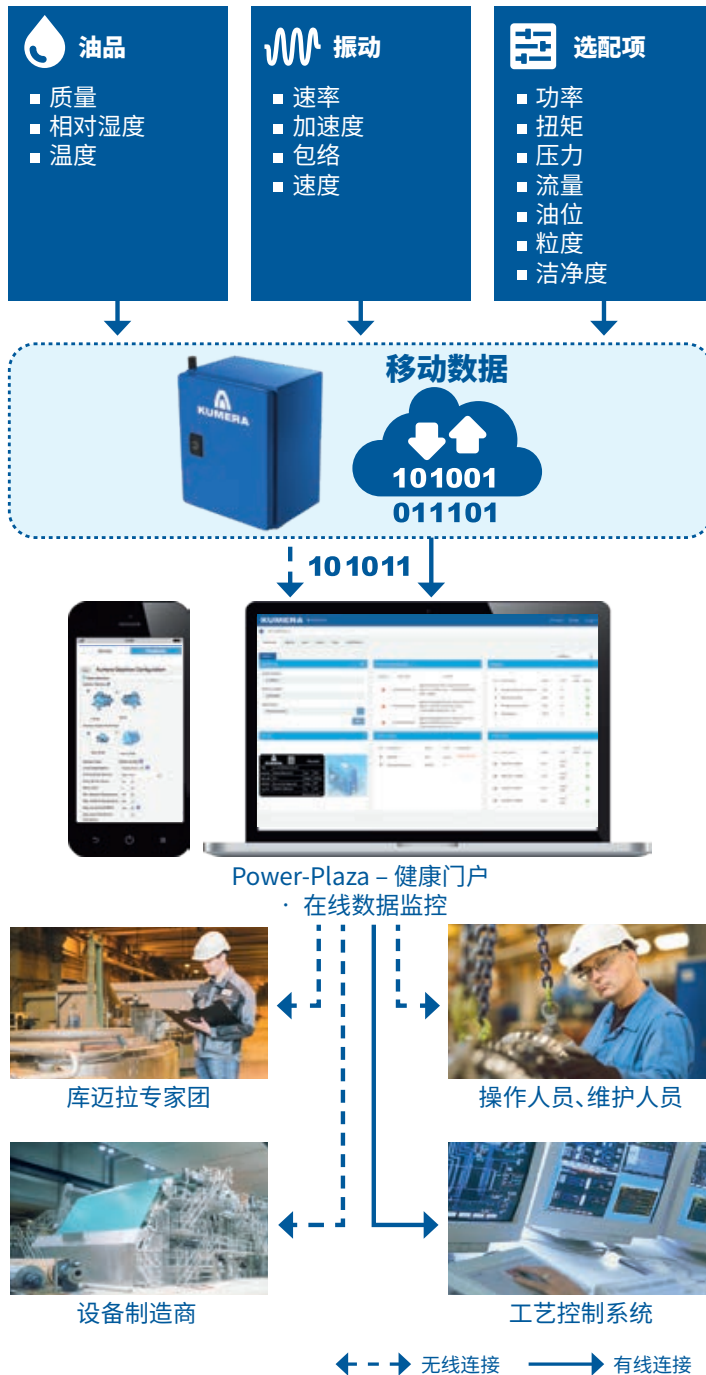 油品
质量
相对湿度
温度
振动
速率
加速度
包络
速度
选配项
功率
扭矩
压力
流量
油位
粒度
洁净度
KUMERA
移动数据
101001
011101
101011
KUMERA
Power-Plaza – 健康门户
· 在线数据监控
库迈拉专家团
操作人员、维护人员
设备制造商
工艺控制系统
无线连接
有线连接